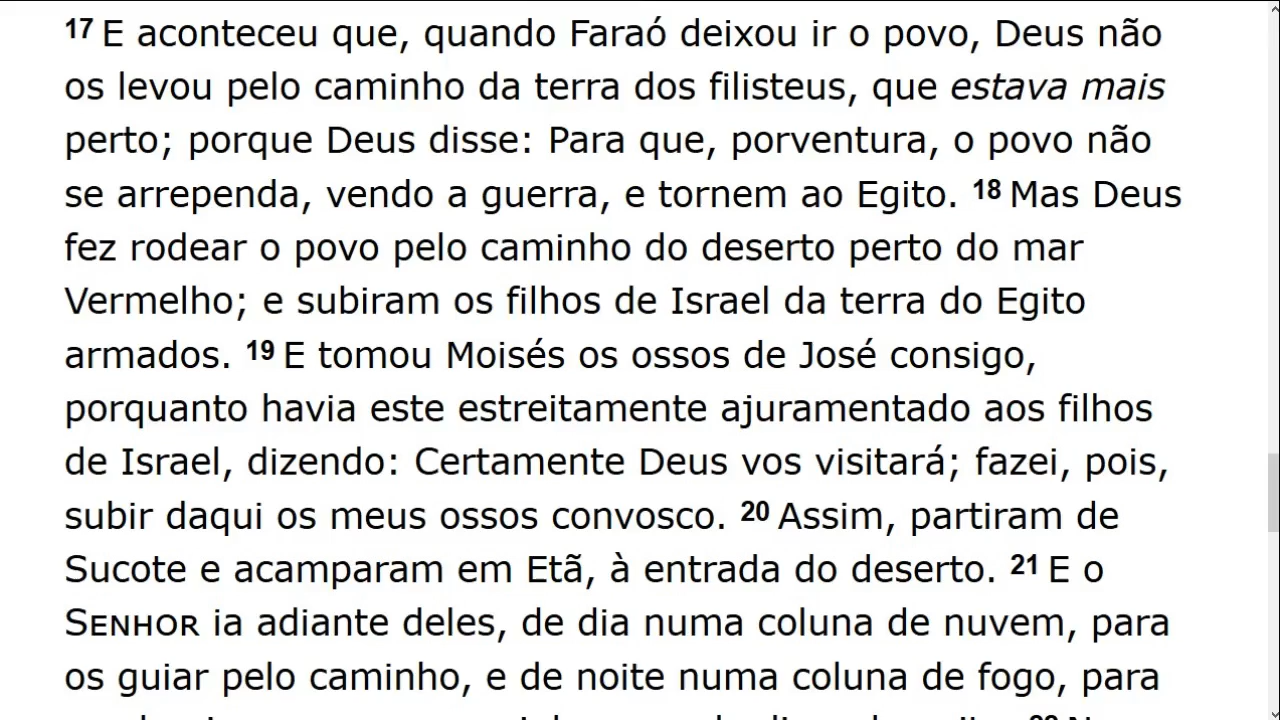 17 E aconteceu que, quando Faraó deixou ir o povo, Deus não
os levou pelo caminho da terra dos filisteus, que estava mais
perto; porque Deus disse: Para que, porventura, o povo não
se arrependa, vendo a guerra, e tornem ao Egito. 18 Mas Deus
fez rodear o povo pelo caminho do deserto perto do mar
Vermelho; e subiram os filhos de Israel da terra do Egito
armados. 19 E tomou Moisés os ossos de José consigo,
porquanto havia este estreitamente ajuramentado aos filhos
de Israel, dizendo: Certamente Deus vos visitará; fazei, pois,
subir daqui os meus ossos convosco. 20 Assim, partiram de
Sucote e acamparam em Etã, à entrada do deserto. 21 E o
SENHOR ia adiante deles, de dia numa coluna de nuvem, para
os guiar pelo caminho, e de noite numa coluna de fogo, para